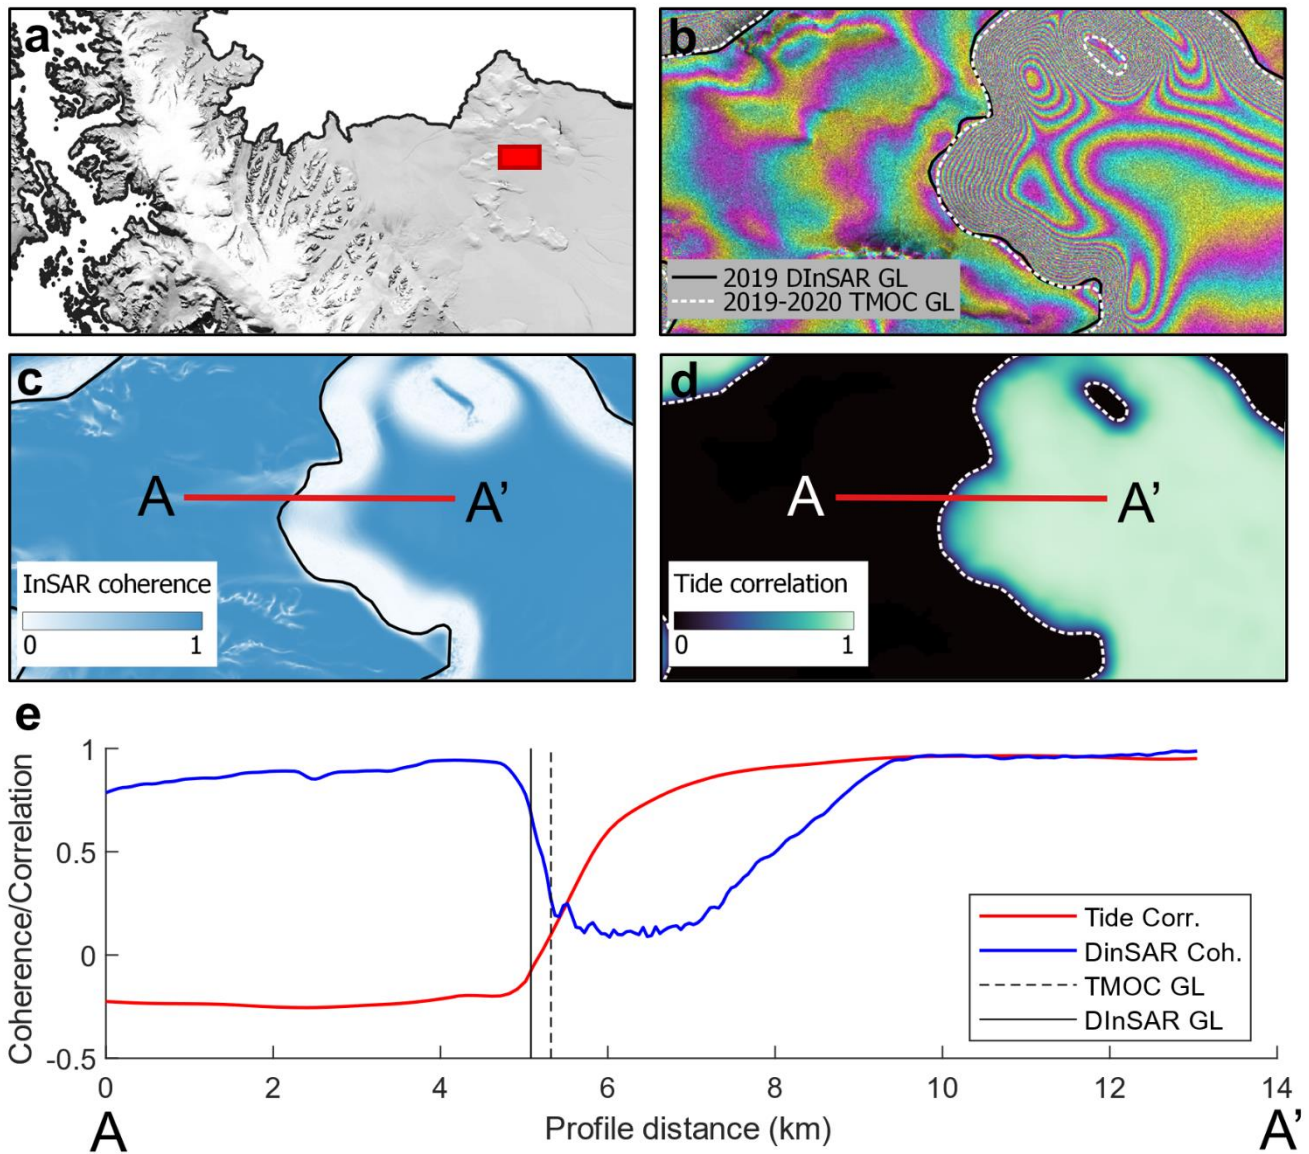 a
b
2019 DInSAR GL
2019-2020 TMOC GL
c
A
A’
InSAR coherence
0
1
d
A
A’
Tide correlation
0
1
e
Coherence/Correlation
1
0.5
0
-0.5
Tide Corr.
DinSAR Coh.
TMOC GL
DInSAR GL
0
2
4
6
8
10
12
14
A
Profile distance (km)
A’